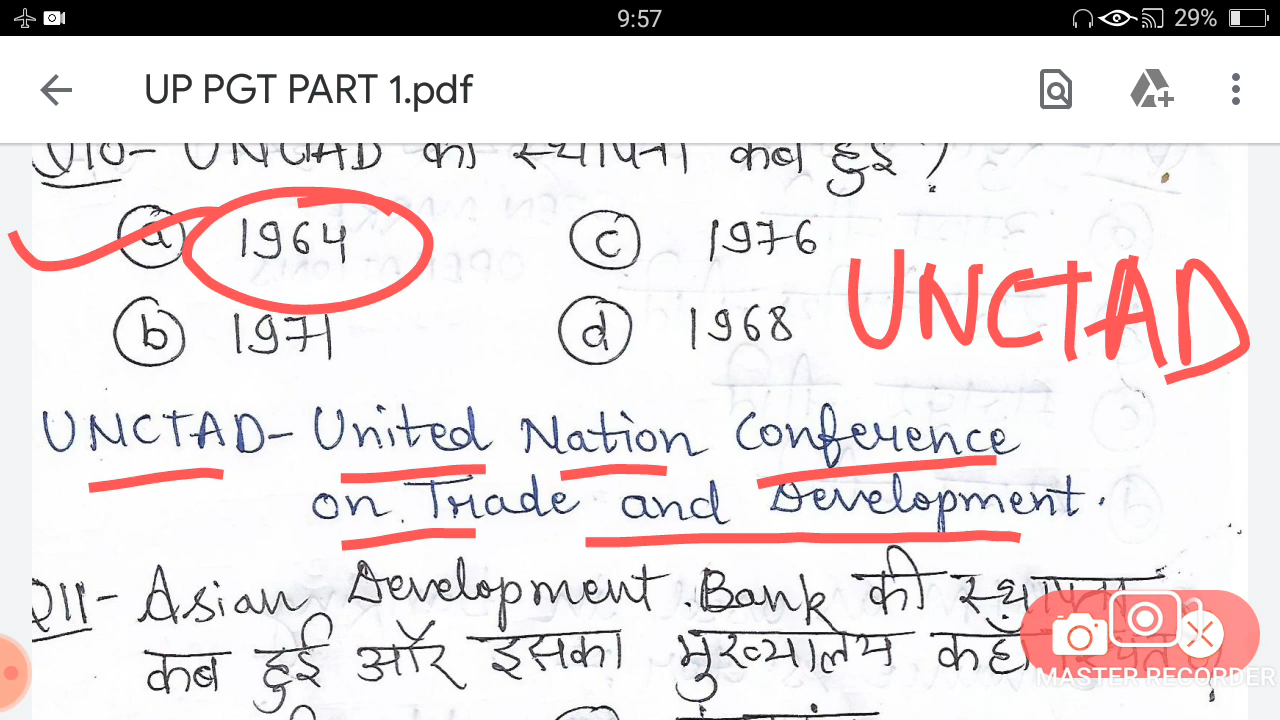 9:57
29%
UP PGT PART 1.pdf
Q10- UNCTAD की स्थापना कब हुई ?
a 1964
c 1976
b 1971
d 1968
UNCTAD
UNCTAD- United Nation Conference
on Trade and Development.
Q11- Asian Development Bank की स्थापना
कब हुई और इसका मुख्यालय कहाँ
MASTER RECORDER